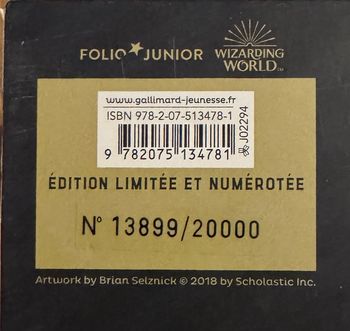 FOLIO JUNIOR
WIZARDING
WORLD
www.gallimard-jeunesse.fr
ISBN 978-2-07-513478-1
J02294
9 782075 134781
ÉDITION LIMITÉE ET NUMÉROTÉE
N° 13899/20000
Artwork by Brian Selznick © 2018 by Scholastic Inc.